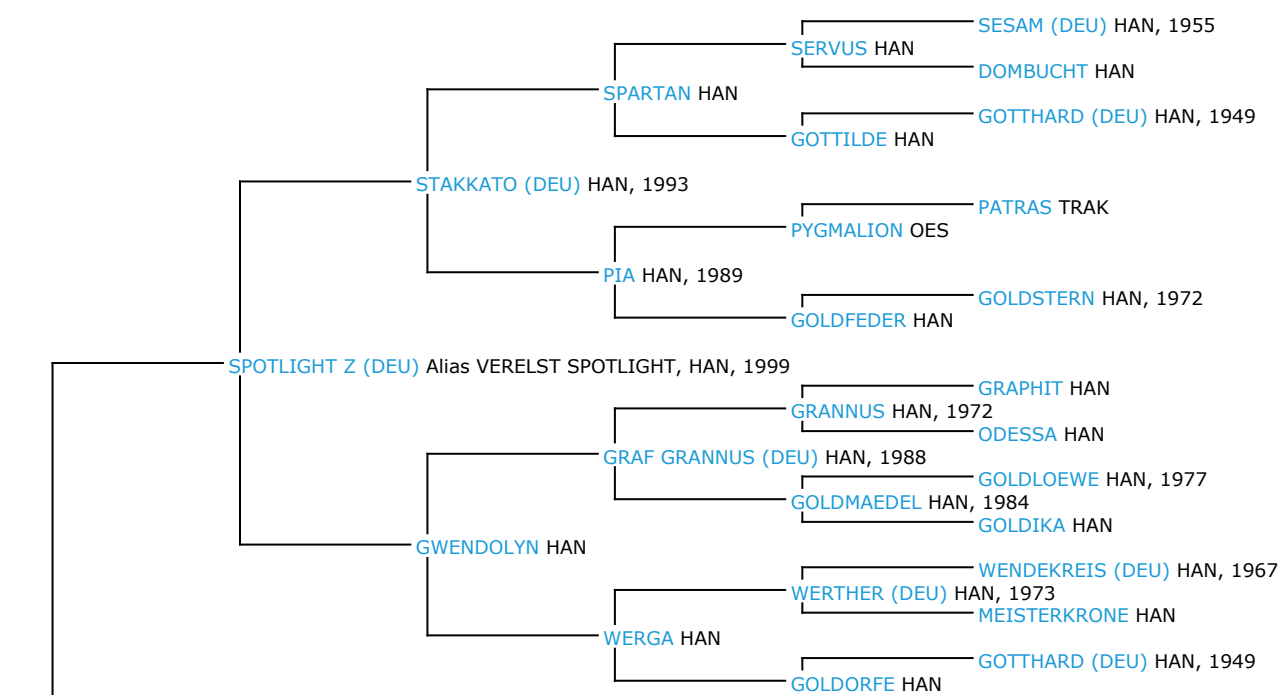 SESAM (DEU) HAN, 1955
SERVUS HAN
DOMBUCHT HAN
SPARTAN HAN
GOTTHARD (DEU) HAN, 1949
GOTTILDE HAN
STAKKATO (DEU) HAN, 1993
PATRAS TRAK
PYGMALION OES
PIA HAN, 1989
GOLDSTERN HAN, 1972
GOLDFEDER HAN
SPOTLIGHT Z (DEU) Alias VERELST SPOTLIGHT, HAN, 1999
GRAPHIT HAN
GRANNUS HAN, 1972
ODESSA HAN
GRAF GRANNUS (DEU) HAN, 1988
GOLDLOEWE HAN, 1977
GOLDMAEDEL HAN, 1984
GOLDIKA HAN
GWENDOLYN HAN
WENDEKREIS (DEU) HAN, 1967
WERTHER (DEU) HAN, 1973
MEISTERKRONE HAN
WERGA HAN
GOTTHARD (DEU) HAN, 1949
GOLDORFE HAN